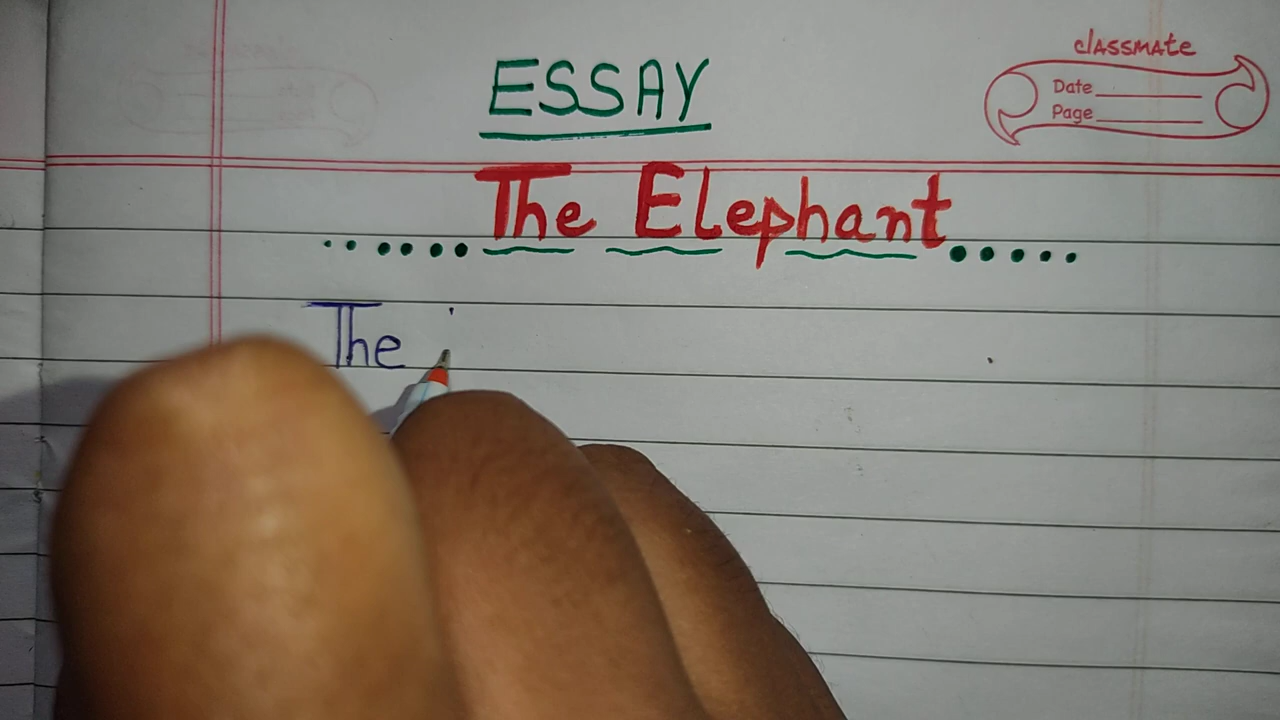 classmate
ESSAY
Date
Page
The Elephant
The